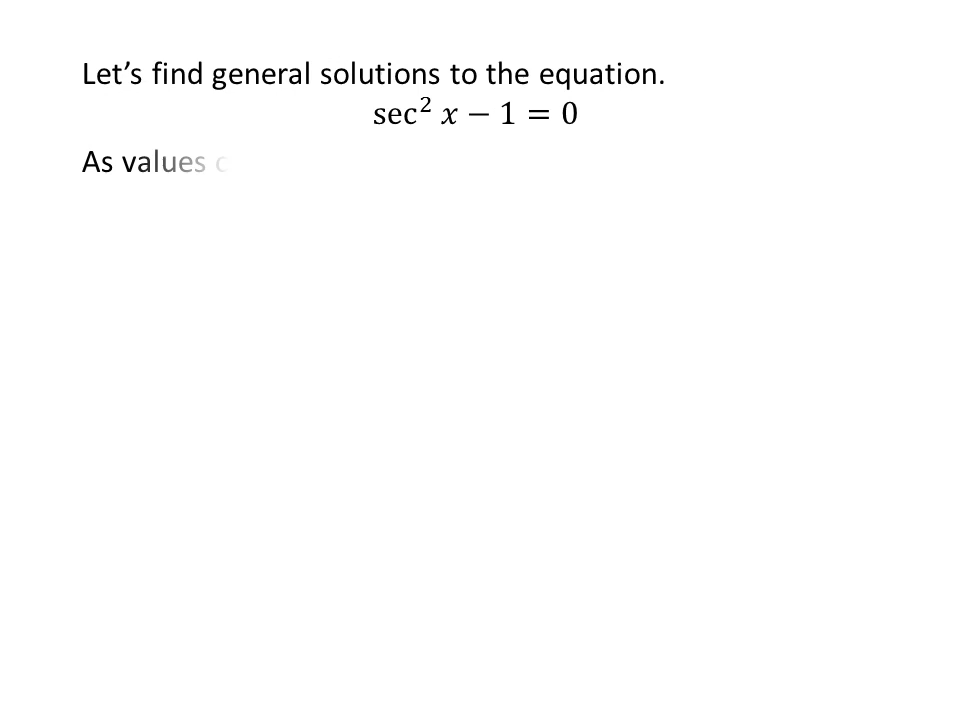 Let’s find general solutions to the equation.
sec² x − 1 = 0
As values